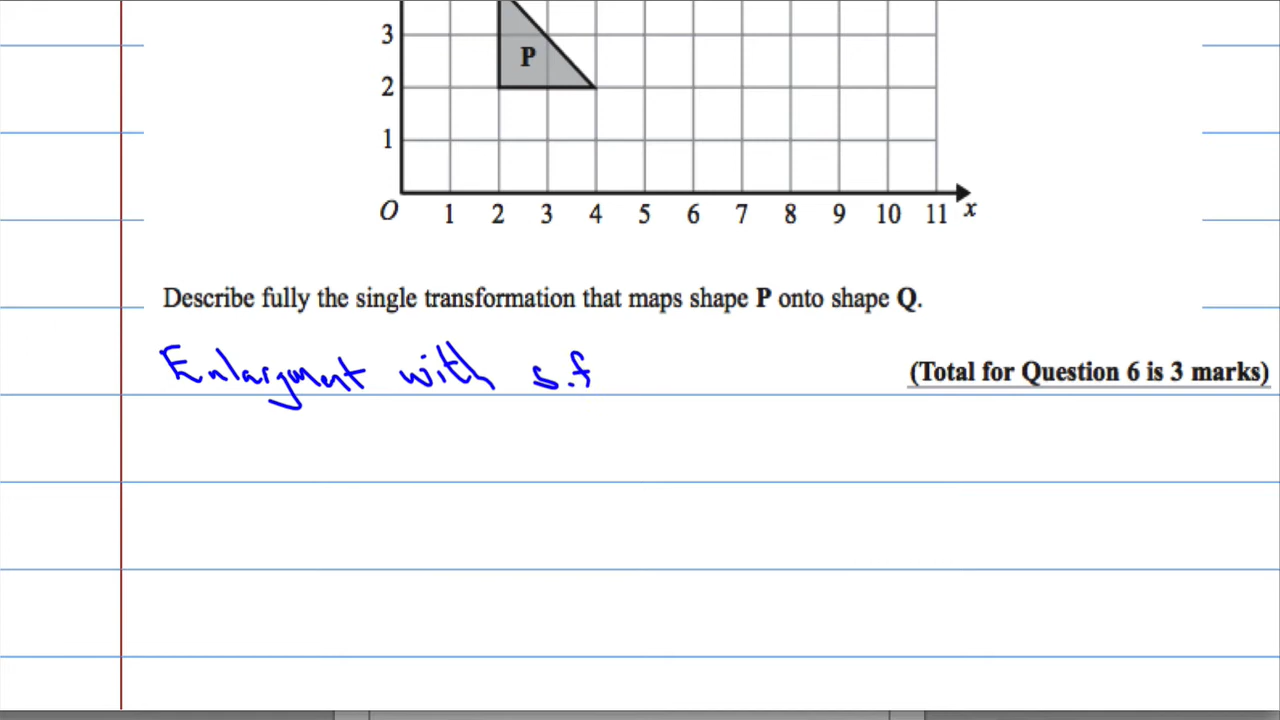 3
P
2
1
O 1 2 3 4 5 6 7 8 9 10 11 x
Describe fully the single transformation that maps shape P onto shape Q.
Enlargment with s.f
(Total for Question 6 is 3 marks)